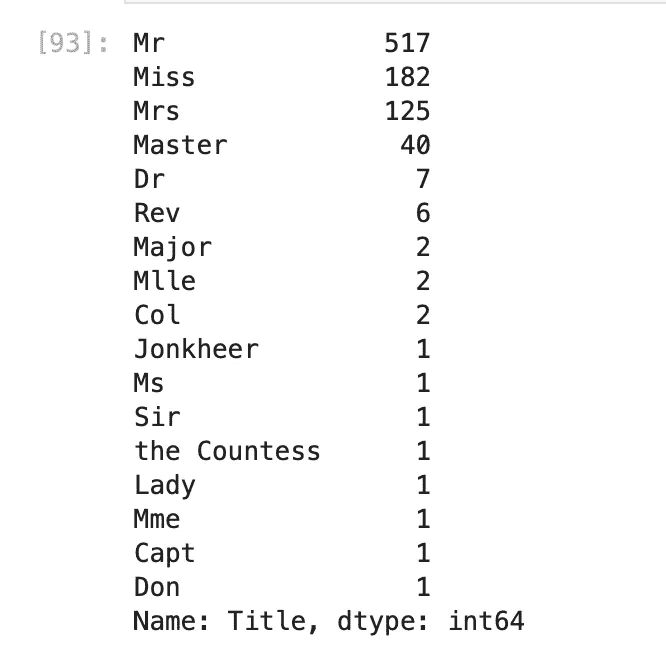 [93]: Mr 517
Miss 182
Mrs 125
Master 40
Dr 7
Rev 6
Major 2
Mlle 2
Col 2
Jonkheer 1
Ms 1
Sir 1
the Countess 1
Lady 1
Mme 1
Capt 1
Don 1
Name: Title, dtype: int64